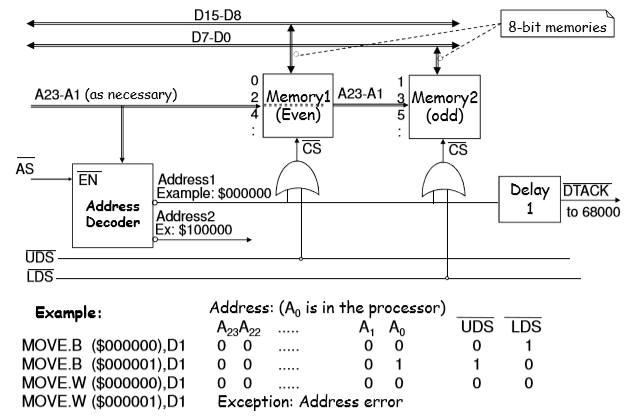 D15-D8
8-bit memories
D7-D0
A23-A1 (as necessary)
0
2
4
:
Memory1
(Even)
A23-A1
1
3
5
:
Memory2
(odd)
CS
CS
AS
EN
Address
Decoder
Address1
Example: $000000
Address2
Ex: $100000
Delay
1
DTACK
to 68000
UDS
LDS
Example:
Address: (A0 is in the processor)
A23 A22 ..... A1 A0 UDS LDS
MOVE.B ($000000),D1 0 0 ..... 0 0 0 1
MOVE.B ($000001),D1 0 0 ..... 0 1 1 0
MOVE.W ($000000),D1 0 0 ..... 0 0 0 0
MOVE.W ($000001),D1 Exception: Address error